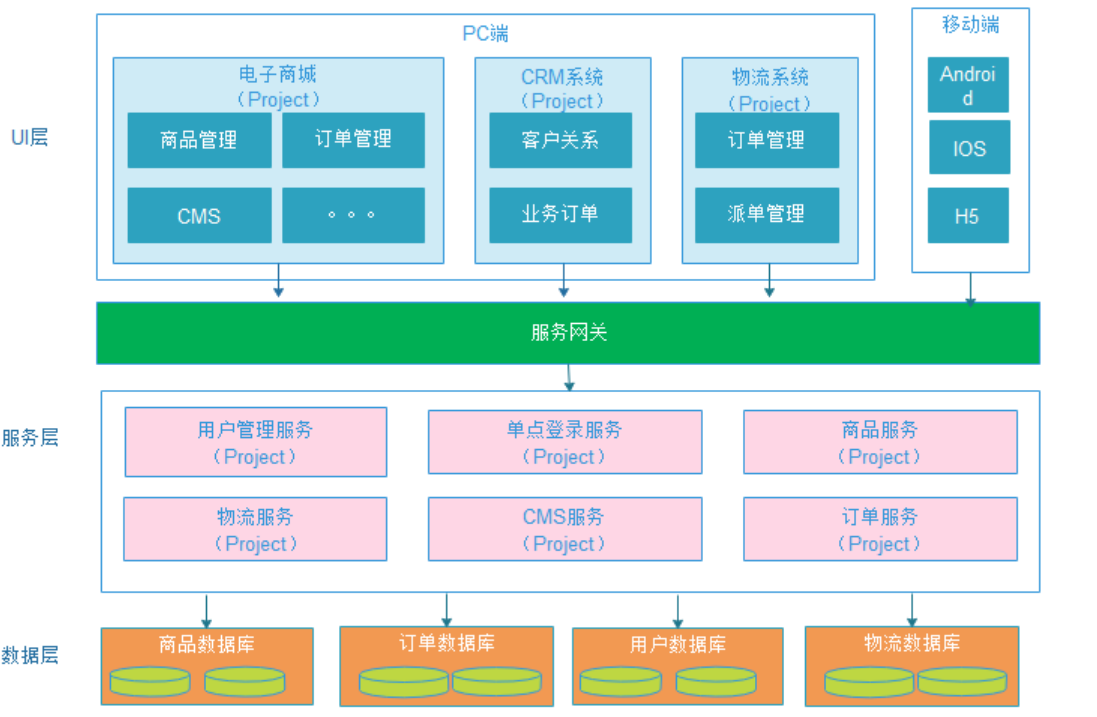 PC端
移动端
电子商城
（Project）
CRM系统
（Project）
物流系统
（Project）
Androi
d
商品管理
订单管理
客户关系
订单管理
UI层
IOS
CMS
。。。
业务订单
派单管理
H5
服务网关
用户管理服务
（Project）
单点登录服务
（Project）
商品服务
（Project）
服务层
物流服务
（Project）
CMS服务
（Project）
订单服务
（Project）
数据层
商品数据库
订单数据库
用户数据库
物流数据库